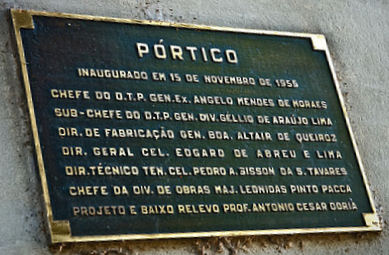 PÓRTICO
INAUGURADO EM 15 DE NOVEMBRO DE 1955
CHEFE DO D.T.P. GEN.EX. ANGELO MENDES DE MORAES
SUB-CHEFE DO D.T.P. GEN. DIV. GÉLLIO DE ARAÚJO LIMA
DIR. DE FABRICAÇÃO GEN. BDA. ALTAIR DE QUEIROZ
DIR. GERAL CEL. EDGARD DE ABREU E LIMA
DIR. TÉCNICO TEN. CEL. PEDRO A. BISSON DA S. TAVARES
CHEFE DA DIV. DE OBRAS MAJ. LEONIDAS PINTO PACCA
PROJETO E BAIXO RELEVO PROF. ANTONIO CESAR DORIA